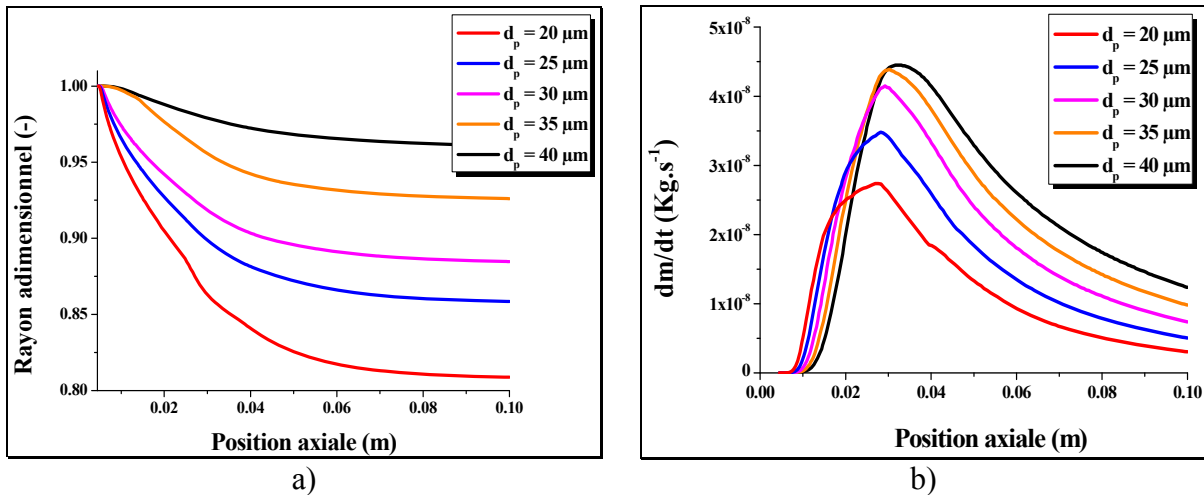 d_p = 20 µm
d_p = 25 µm
d_p = 30 µm
d_p = 35 µm
d_p = 40 µm
1.00
0.95
0.90
0.85
0.80
Rayon adimensionnel (-)
0.02
0.04
0.06
0.08
0.10
Position axiale (m)
a)
d_p = 20 µm
d_p = 25 µm
d_p = 30 µm
d_p = 35 µm
d_p = 40 µm
5x10⁻⁸
4x10⁻⁸
3x10⁻⁸
2x10⁻⁸
1x10⁻⁸
0
dm/dt (Kg.s⁻¹)
0.00
0.02
0.04
0.06
0.08
0.10
Position axiale (m)
b)